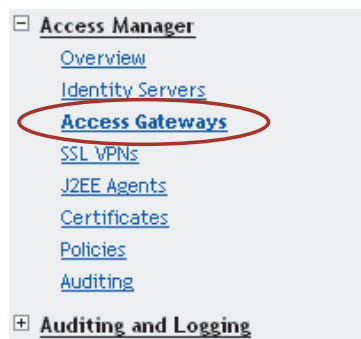 Access Manager
Overview
Identity Servers
Access Gateways
SSL VPNs
J2EE Agents
Certificates
Policies
Auditing
Auditing and Logging